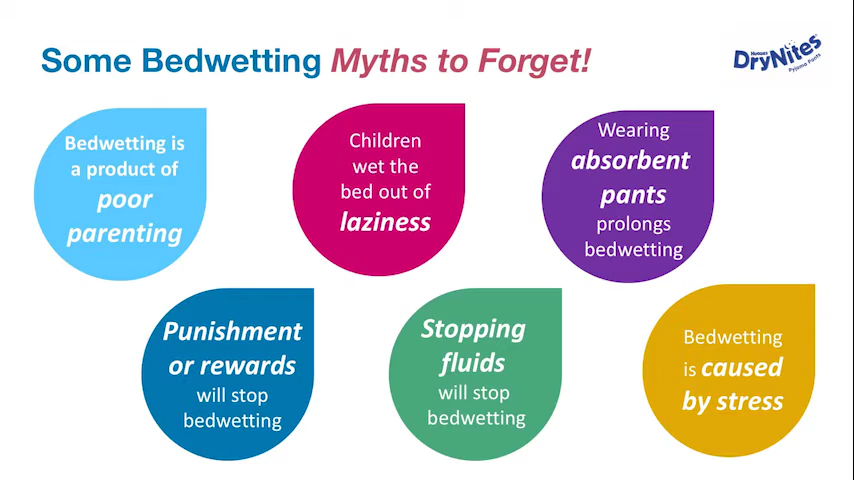 Some Bedwetting Myths to Forget!
HUGGIES
DryNites
Pyjama Pants
Bedwetting is
a product of
poor
parenting
Children
wet the
bed out of
laziness
Wearing
absorbent
pants
prolongs
bedwetting
Punishment
or rewards
will stop
bedwetting
Stopping
fluids
will stop
bedwetting
Bedwetting
is caused
by stress